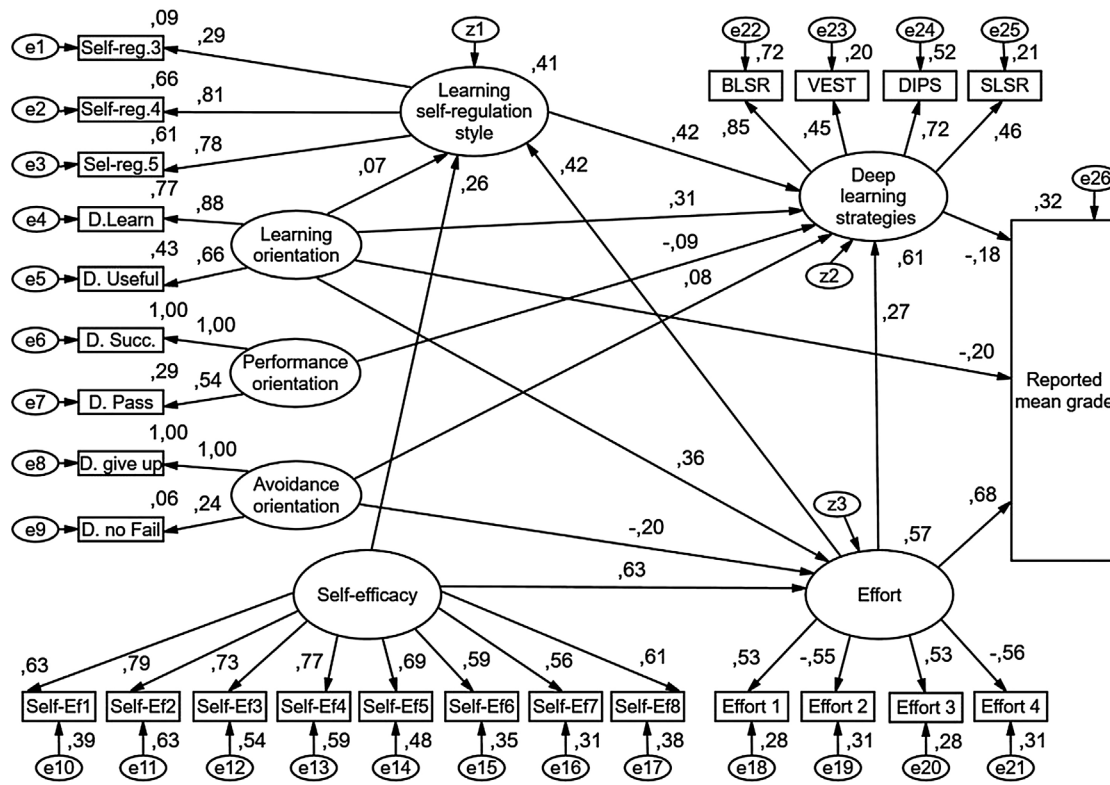 ,09
e1
Self-reg.3
,29
,66
e2
Self-reg.4
,81
,61
e3
Sel-reg.5
,78
,77
e4
D.Learn
,88
,43
e5
D. Useful
,66
1,00
e6
D. Succ.
1,00
,29
e7
D. Pass
,54
1,00
e8
D. give up
1,00
,06
e9
D. no Fail
,24
z1
,41
Learning
self-regulation
style
,07
,26
,42
,42
Learning
orientation
,31
-,09
,08
Performance
orientation
Avoidance
orientation
,36
-,20
,63
-,20
e22
,72
e23
,20
e24
,52
e25
,21
BLSR
VEST
DIPS
SLSR
,85
,45
,72
,46
Deep
learning
strategies
z2
,61
,27
-,18
e26
,32
Reported
mean grade
,68
z3
,57
Self-efficacy
Effort
,63
,79
,73
,77
,69
,59
,56
,61
Self-Ef1
Self-Ef2
Self-Ef3
Self-Ef4
Self-Ef5
Self-Ef6
Self-Ef7
Self-Ef8
,39
,63
,54
,59
,48
,35
,31
,38
e10
e11
e12
e13
e14
e15
e16
e17
,53
-,55
,53
-,56
Effort 1
Effort 2
Effort 3
Effort 4
,28
,31
,28
,31
e18
e19
e20
e21